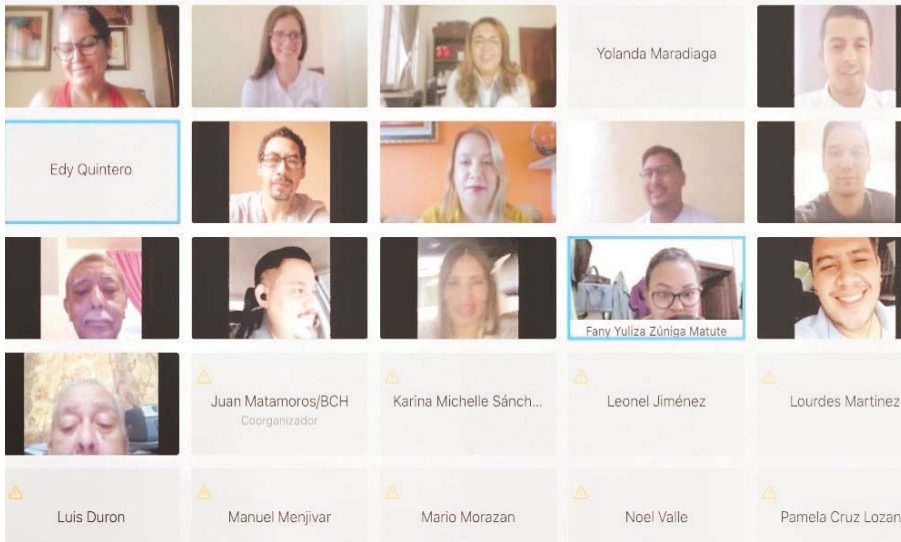 Yolanda Maradiaga
Edy Quintero
Fany Yuliza Zúniga Matute
Juan Matamoros/BCH
Coorganizador
Karina Michelle Sánch...
Leonel Jiménez
Lourdes Martinez
Luis Duron
Manuel Menjivar
Mario Morazan
Noel Valle
Pamela Cruz Lozan